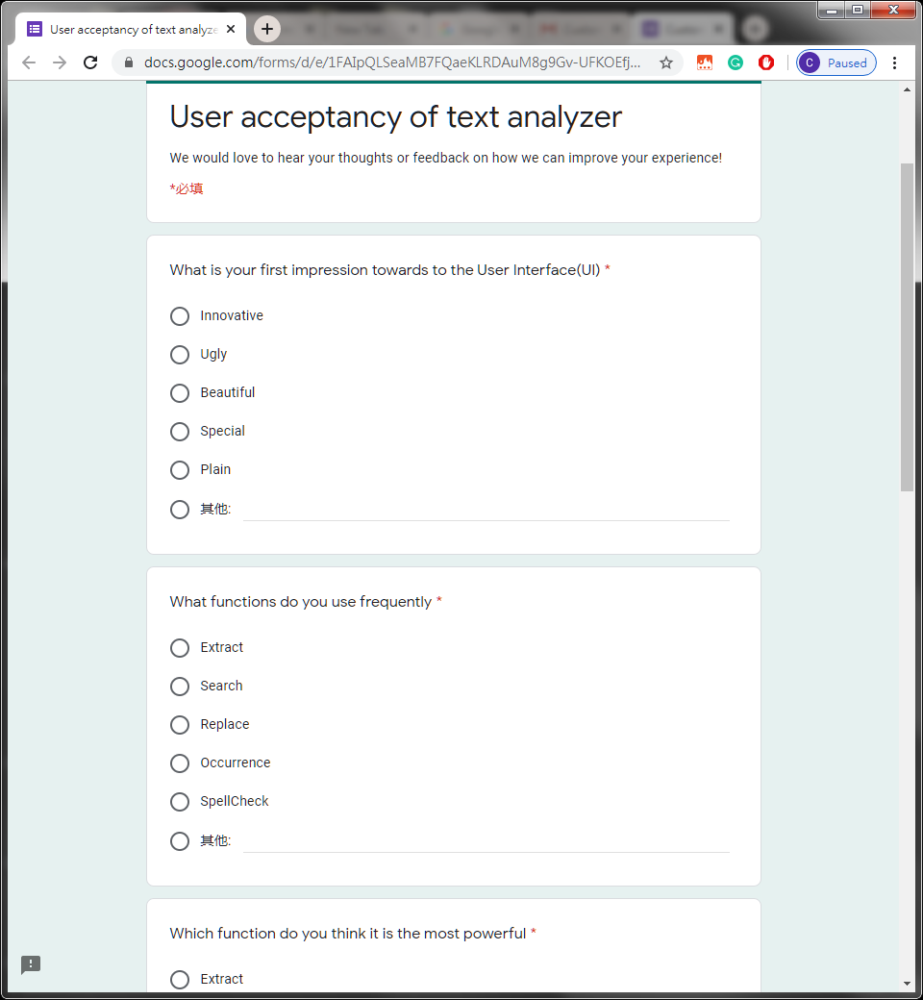 User acceptancy of text analyze
docs.google.com/forms/d/e/1FAIpQLSeaMB7FQaeKLRDAuM8g9Gv-UFKOEfj...
C Paused
User acceptancy of text analyzer
We would love to hear your thoughts or feedback on how we can improve your experience!
*必填
What is your first impression towards to the User Interface(UI) *
Innovative
Ugly
Beautiful
Special
Plain
其他:
What functions do you use frequently *
Extract
Search
Replace
Occurrence
SpellCheck
其他:
Which function do you think it is the most powerful *
Extract